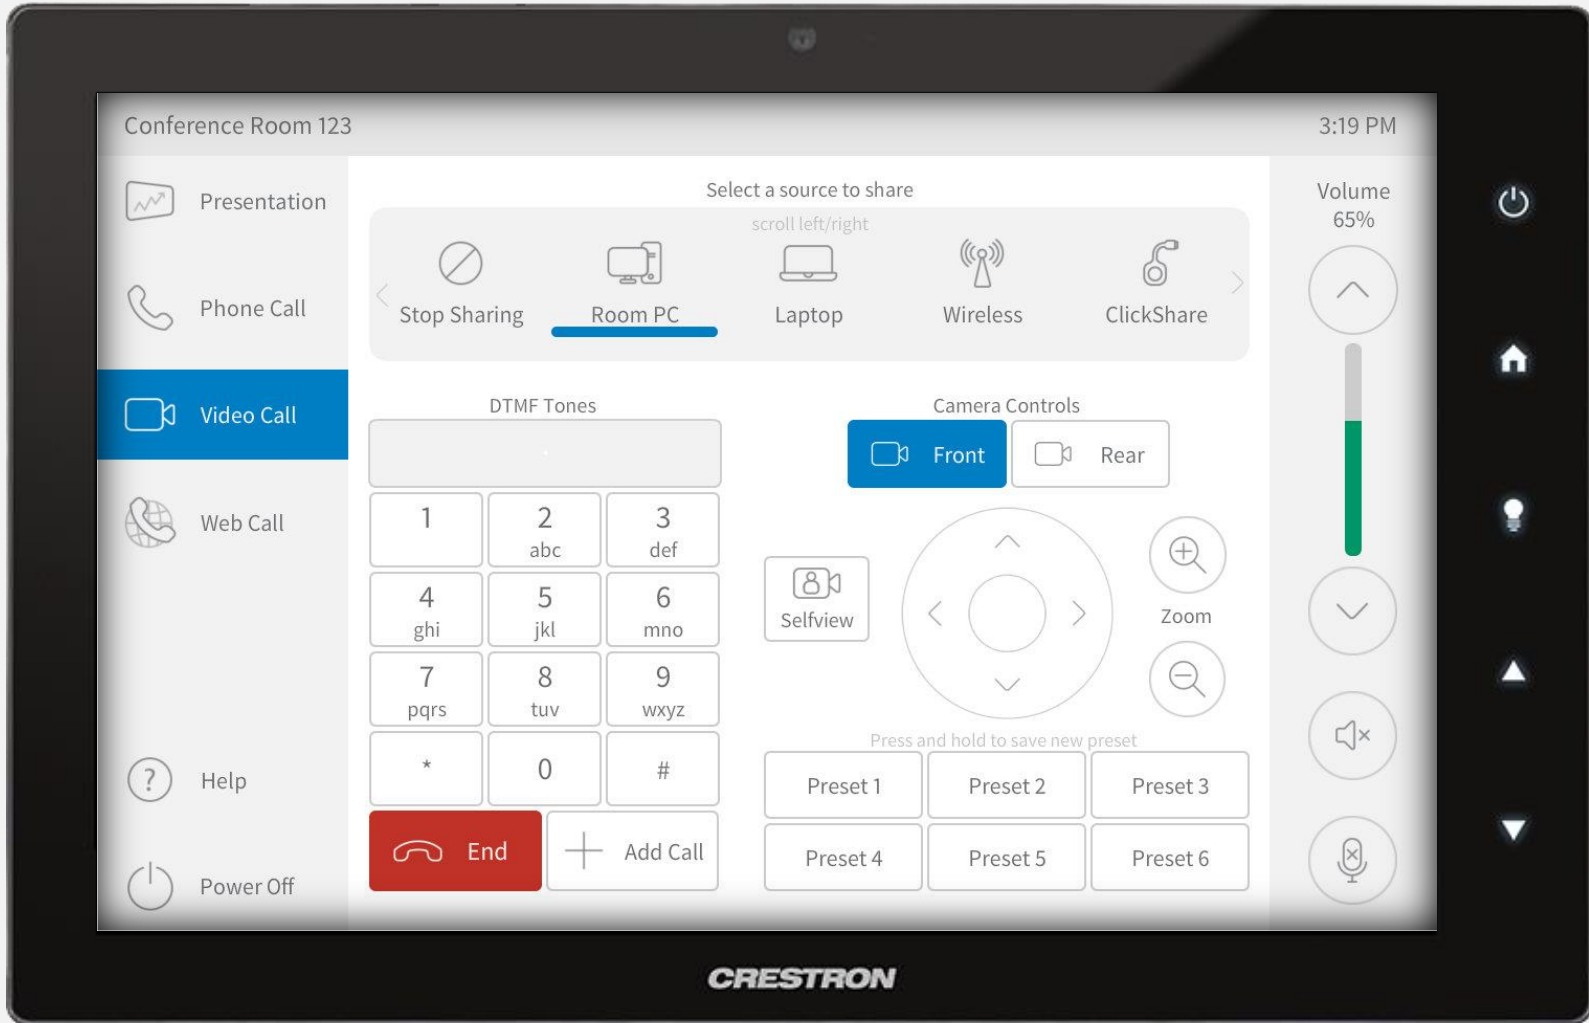 Conference Room 123
3:19 PM
Presentation
Phone Call
Video Call
Web Call
Help
Power Off
Select a source to share
scroll left/right
Stop Sharing
Room PC
Laptop
Wireless
ClickShare
DTMF Tones
1
2
abc
3
def
4
ghi
5
jkl
6
mno
7
pqrs
8
tuv
9
wxyz
*
0
#
End
Add Call
Camera Controls
Front
Rear
Selfview
Zoom
Press and hold to save new preset
Preset 1
Preset 2
Preset 3
Preset 4
Preset 5
Preset 6
Volume
65%
CRESTRON